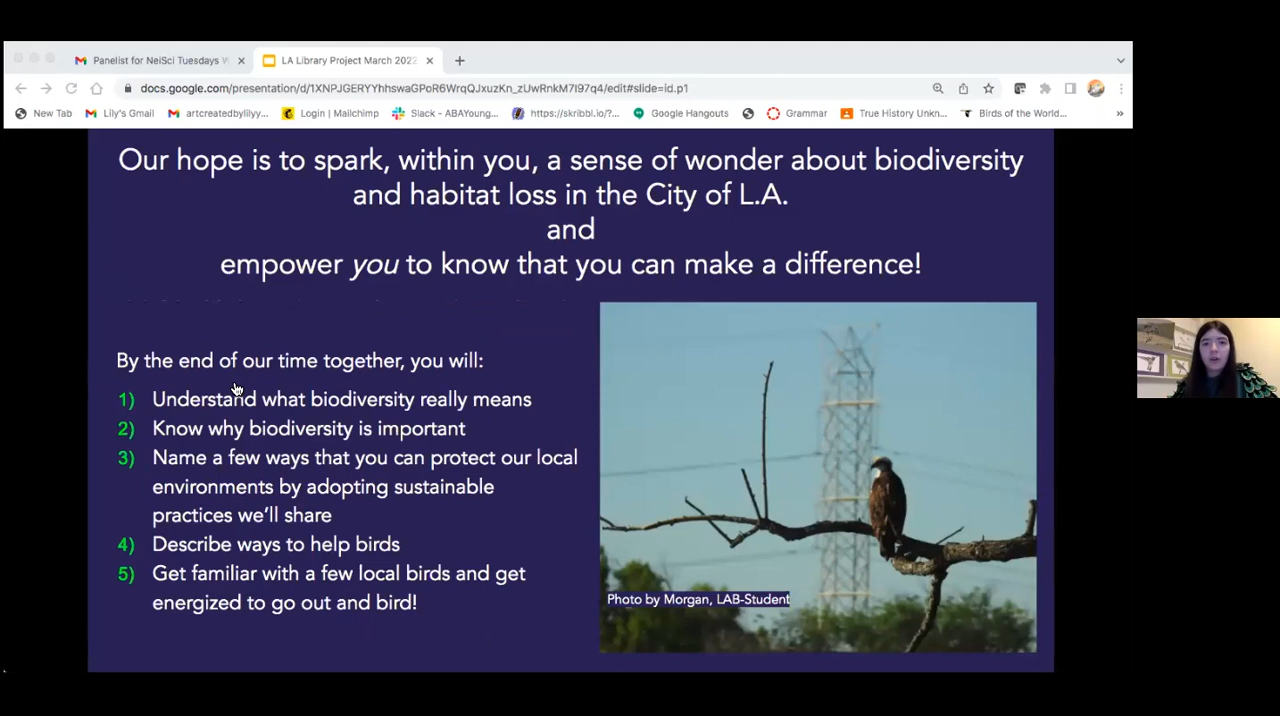 Panelist for NeiSci Tuesdays W
LA Library Project March 2022
docs.google.com/presentation/d/1XNPJGERYYhhswaGPoR6WrqQJxuzKn_zUwRnkM7I97q4/edit#slide=id.p1
New Tab
Lily's Gmail
artcreatedbylilyy...
Login | Mailchimp
Slack - ABAYoung...
https://skribbl.io/?...
Google Hangouts
Grammar
True History Unkn...
Birds of the World...
»
Our hope is to spark, within you, a sense of wonder about biodiversity
and habitat loss in the City of L.A.
and
empower you to know that you can make a difference!
By the end of our time together, you will:
1) Understand what biodiversity really means
2) Know why biodiversity is important
3) Name a few ways that you can protect our local
environments by adopting sustainable
practices we'll share
4) Describe ways to help birds
5) Get familiar with a few local birds and get
energized to go out and bird!
Photo by Morgan, LAB-Student